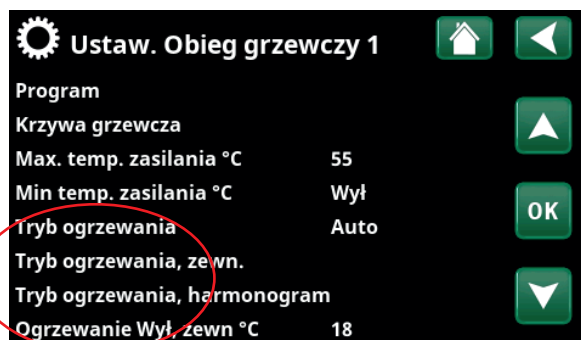 Ustaw. Obieg grzewczy 1
Program
Krzywa grzewcza
Max. temp. zasilania °C 55
Min temp. zasilania °C Wył
Tryb ogrzewania Auto
OK
Tryb ogrzewania, zewn.
Tryb ogrzewania, harmonogram
Ogrzewanie Wył, zewn °C 18